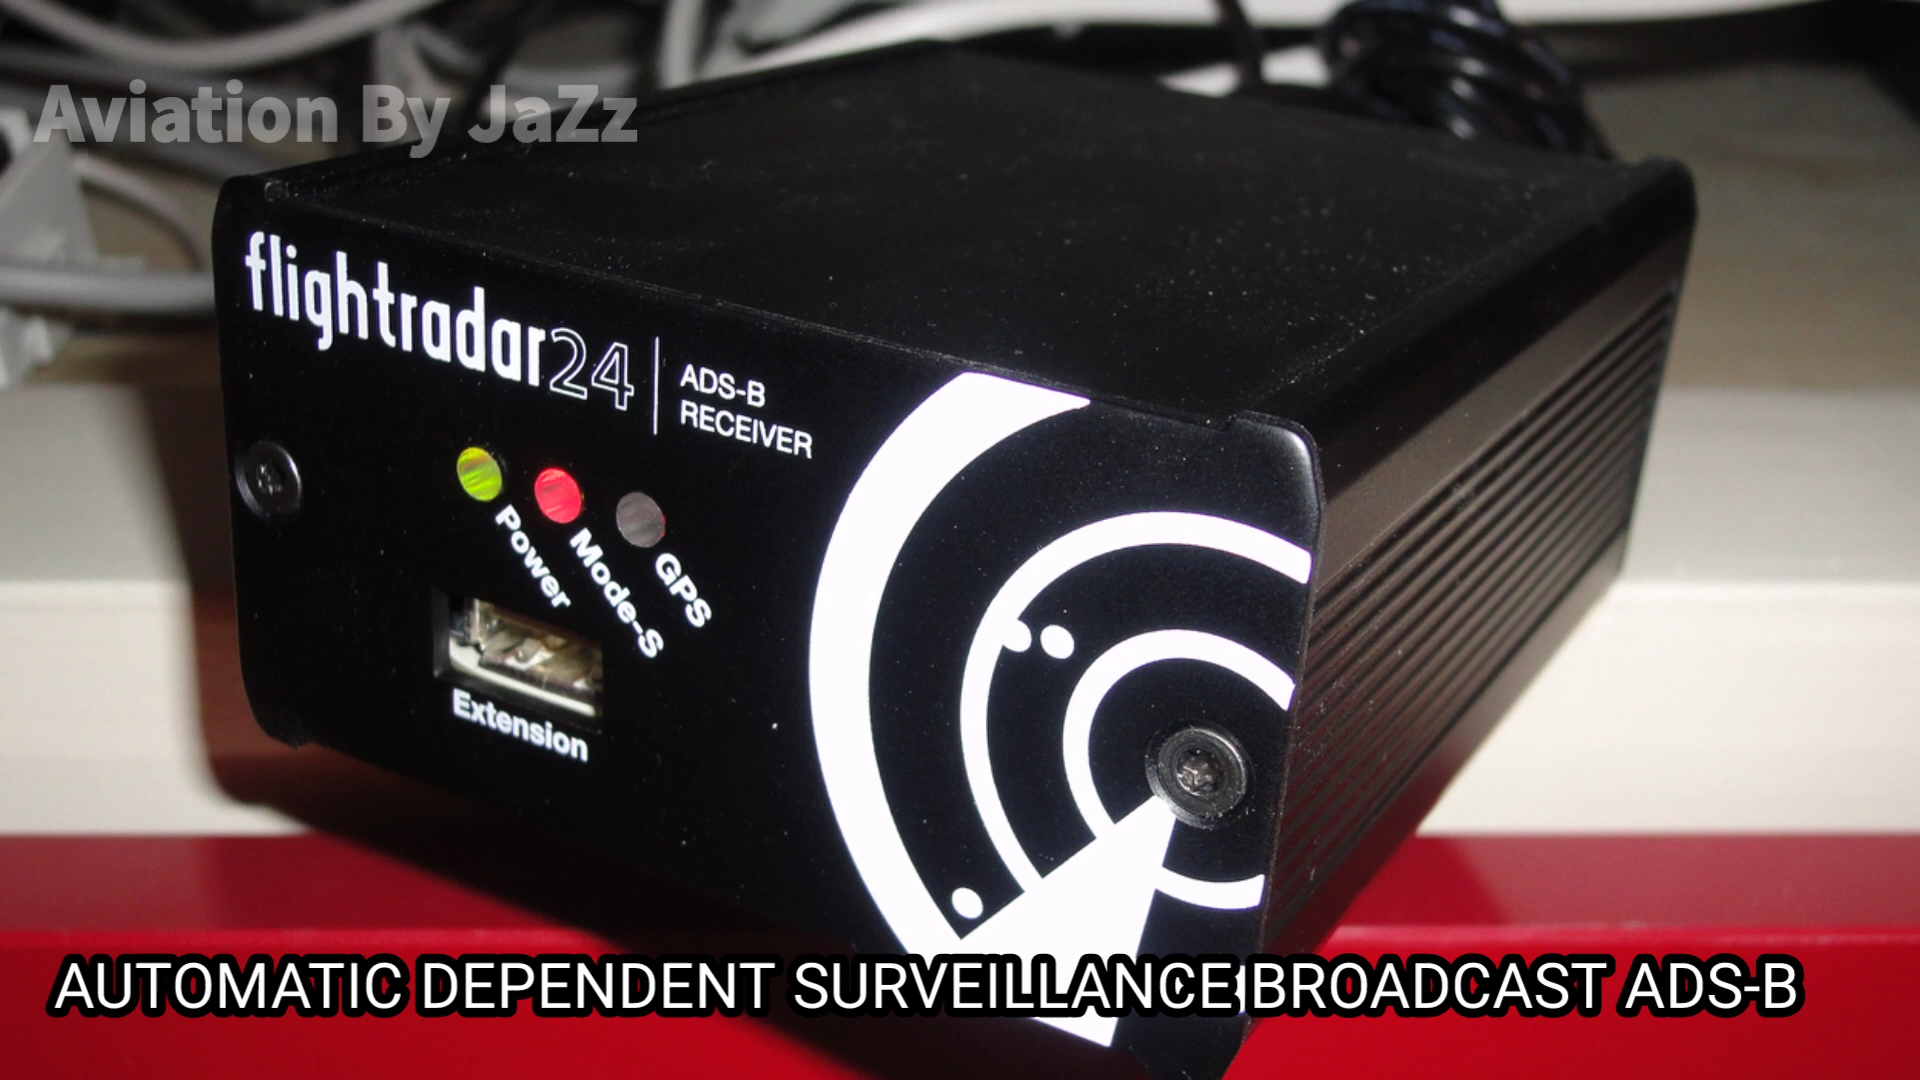 Aviation By JaZz
flightradar24
ADS-B
RECEIVER
Power
Mode-S
GPS
Extension
AUTOMATIC DEPENDENT SURVEILLANCE BROADCAST ADS-B